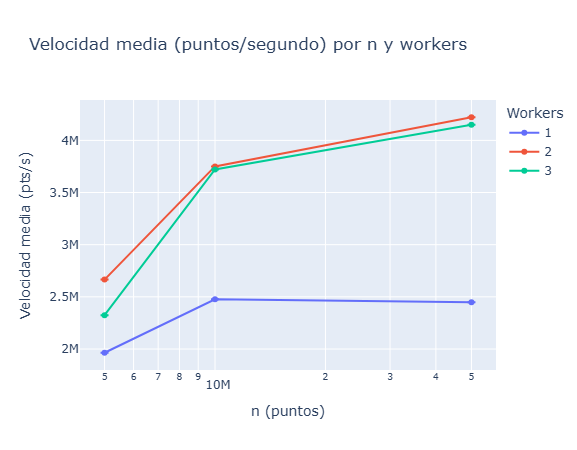 Velocidad media (puntos/segundo) por n y workers
Workers
1
2
3
Velocidad media (pts/s)
4M
3.5M
3M
2.5M
2M
5 6 7 8 9 10M 2 3 4 5
n (puntos)